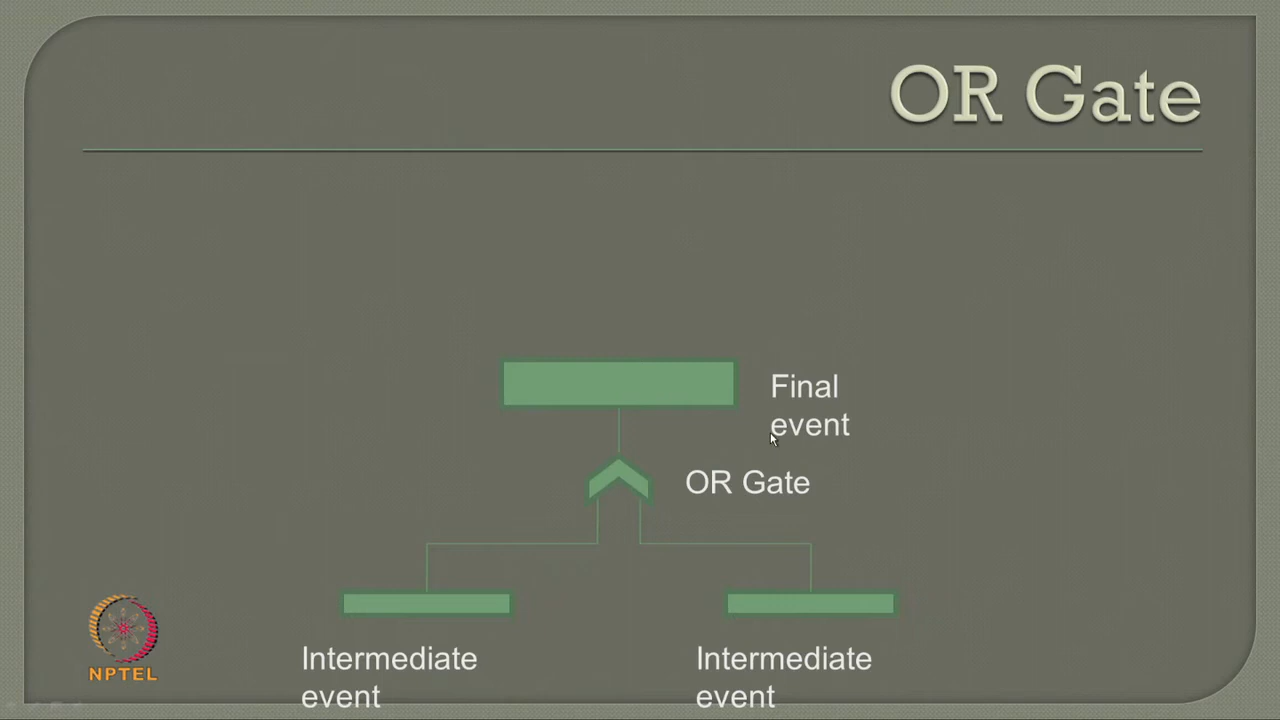 OR Gate
Final
event
OR Gate
Intermediate
event
Intermediate
event
NPTEL